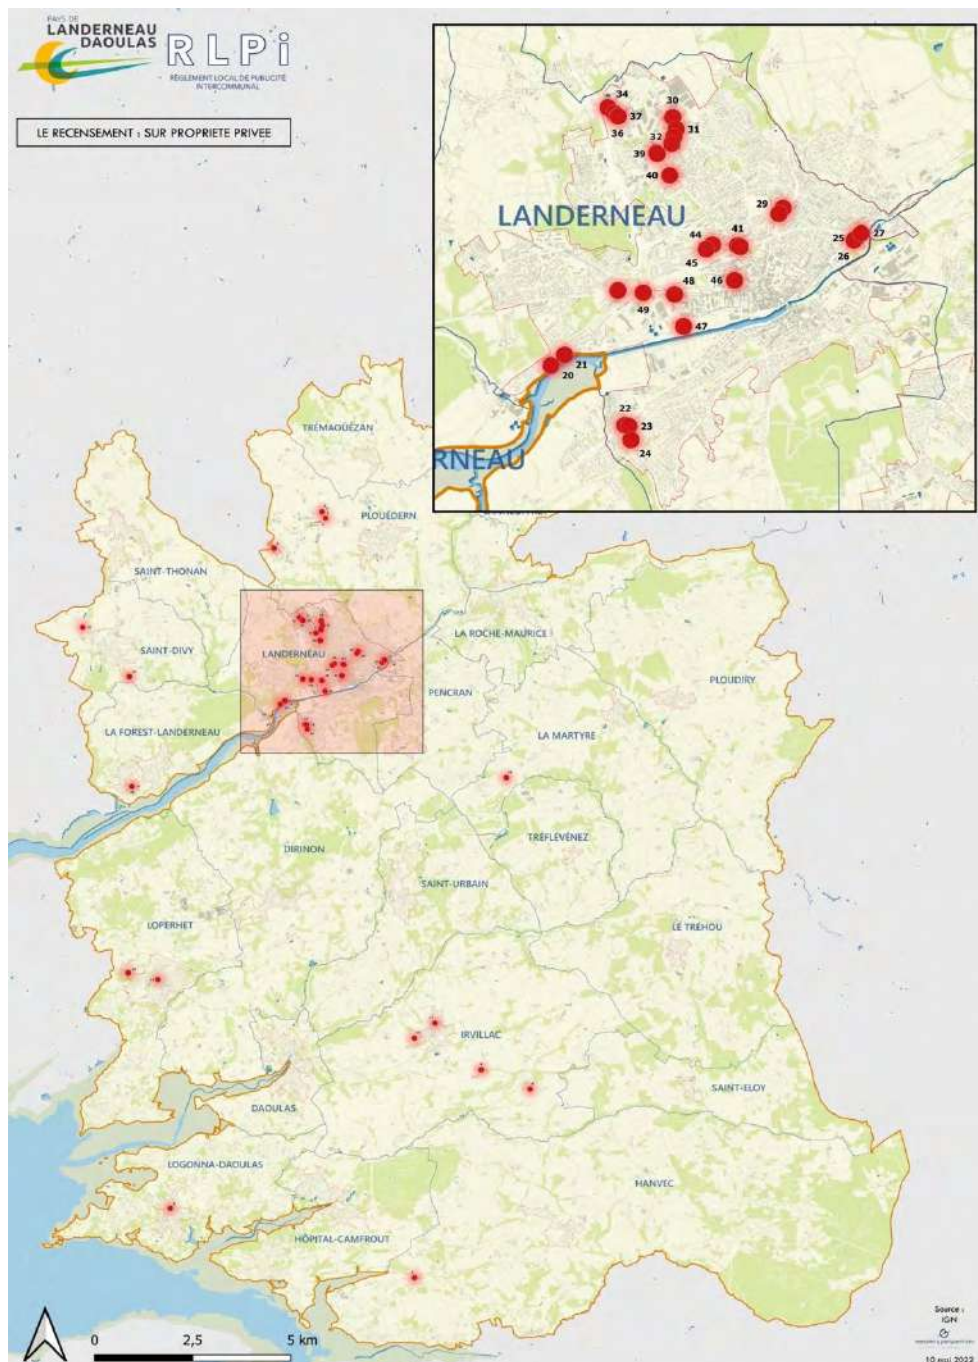 PAYS DE
LANDERNEAU
DAOULAS
RLPi
RÈGLEMENT LOCAL DE PUBLICITÉ
INTERCOMMUNAL
LE RECENSEMENT : SUR PROPRIETE PRIVEE
34
37
36
30
31
32
39
40
29
LANDERNEAU
44
41
45
25
27
26
46
48
49
47
21
20
22
23
24
RNEAU
TRÉMAOUÉZAN
PLOUÉDERN
SAINT-THONAN
SAINT-DIVY
LANDERNEAU
LA ROCHE-MAURICE
PLOUDIRY
PENCRAN
LA FOREST-LANDERNEAU
LA MARTYRE
DIRINON
TRÉFLÉVÉNEZ
SAINT-URBAIN
LOPERHET
LE TRÉHOU
IRVILLAC
SAINT-ELOY
DAOULAS
LOGONNA-DAOULAS
HANVEC
HÔPITAL-CAMFROUT
0 2,5 5 km
Source :
IGN
10 mai 2022